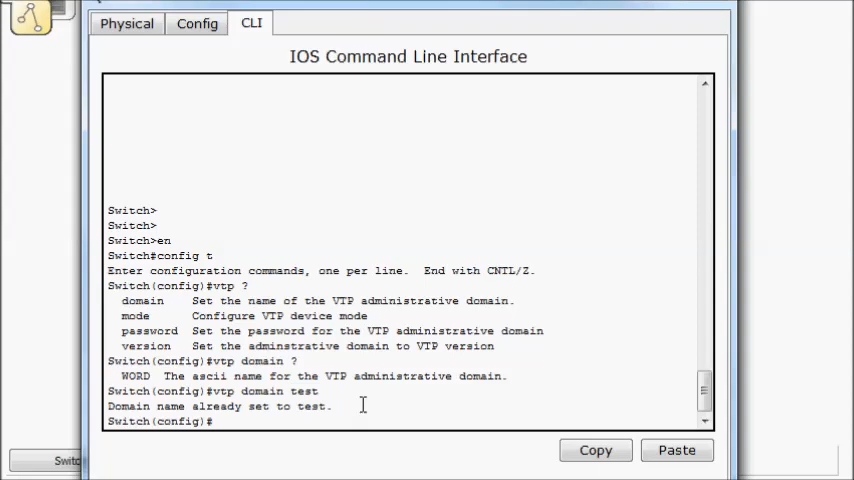 Physical
Config
CLI
IOS Command Line Interface
Switch>
Switch>
Switch>en
Switch#config t
Enter configuration commands, one per line.  End with CNTL/Z.
Switch(config)#vtp ?
  domain    Set the name of the VTP administrative domain.
  mode      Configure VTP device mode
  password  Set the password for the VTP administrative domain
  version   Set the adminstrative domain to VTP version
Switch(config)#vtp domain ?
  WORD  The ascii name for the VTP administrative domain.
Switch(config)#vtp domain test
Domain name already set to test.
Switch(config)#
Copy
Paste
Switc